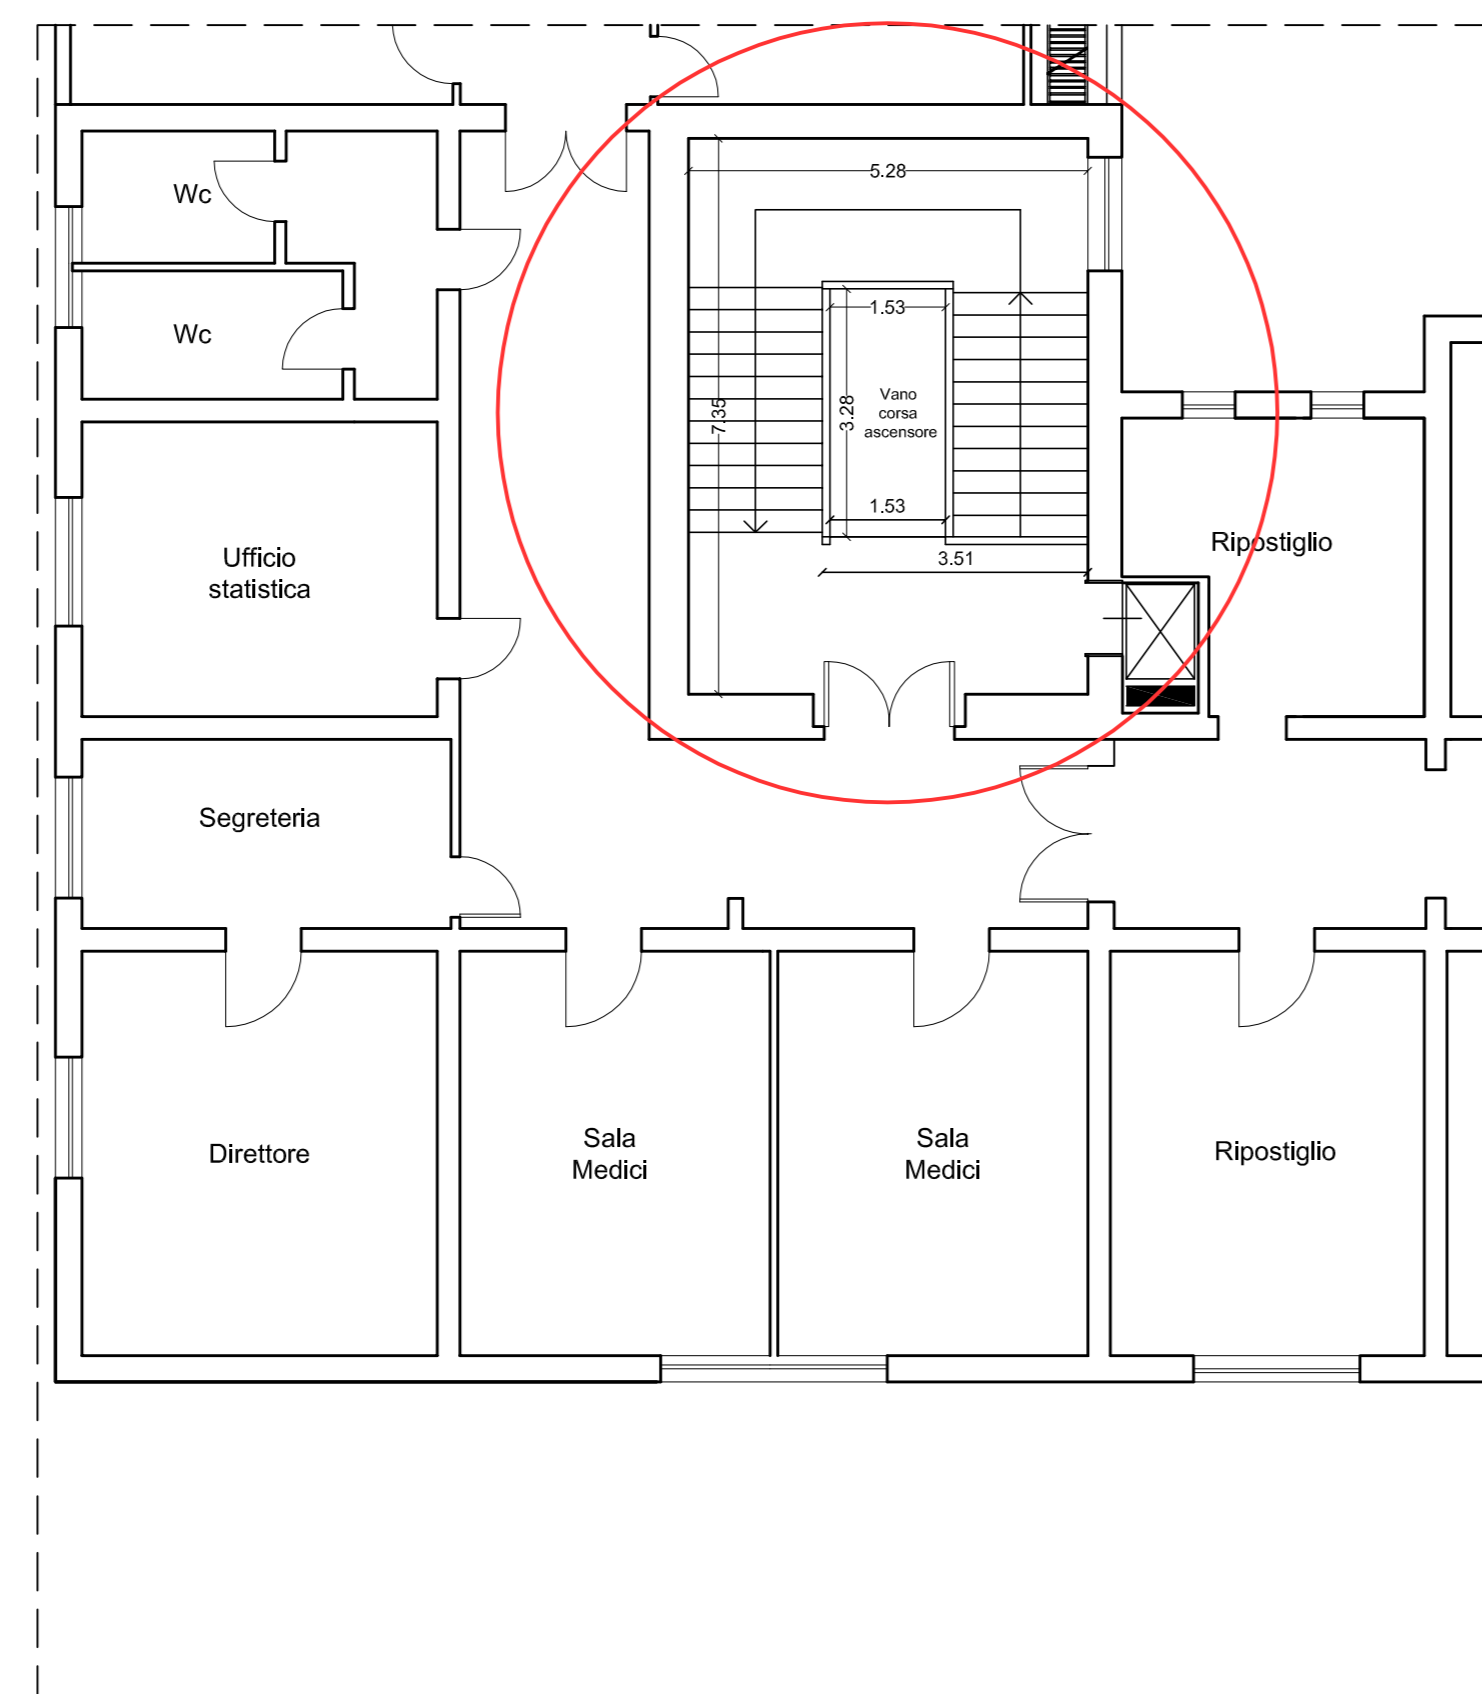 5.28
Wc
1.53
Wc
Vano
corsa
ascensore
7.35
3.28
1.53
Ufficio
statistica
3.51
Ripostiglio
Segreteria
Direttore
Sala
Medici
Sala
Medici
Ripostiglio